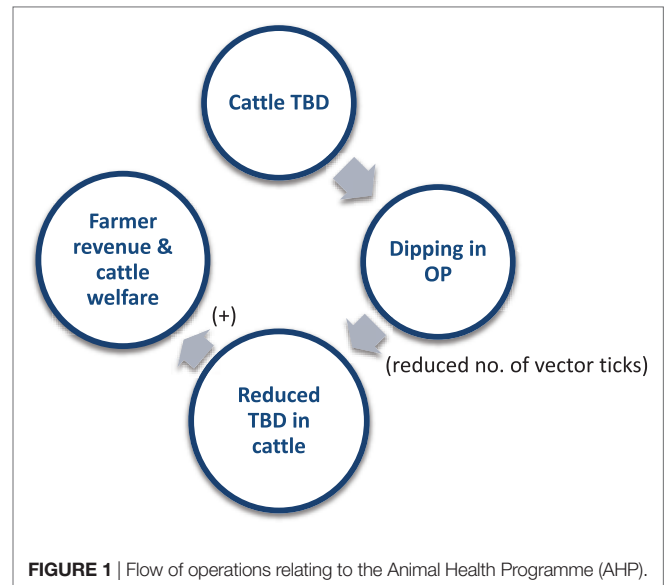 Cattle TBD
Farmer
revenue &
cattle
welfare
Dipping in
OP
(+)
(reduced no. of vector ticks)
Reduced
TBD in
cattle
FIGURE 1 | Flow of operations relating to the Animal Health Programme (AHP).